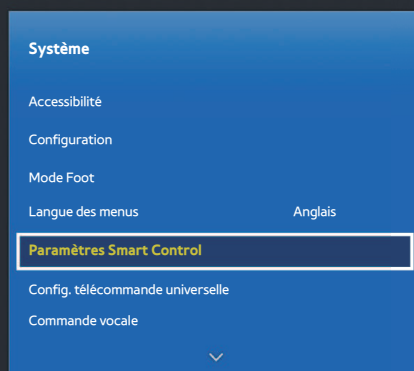 Système
Accessibilité
Configuration
Mode Foot
Langue des menus Anglais
Paramètres Smart Control
Config. télécommande universelle
Commande vocale